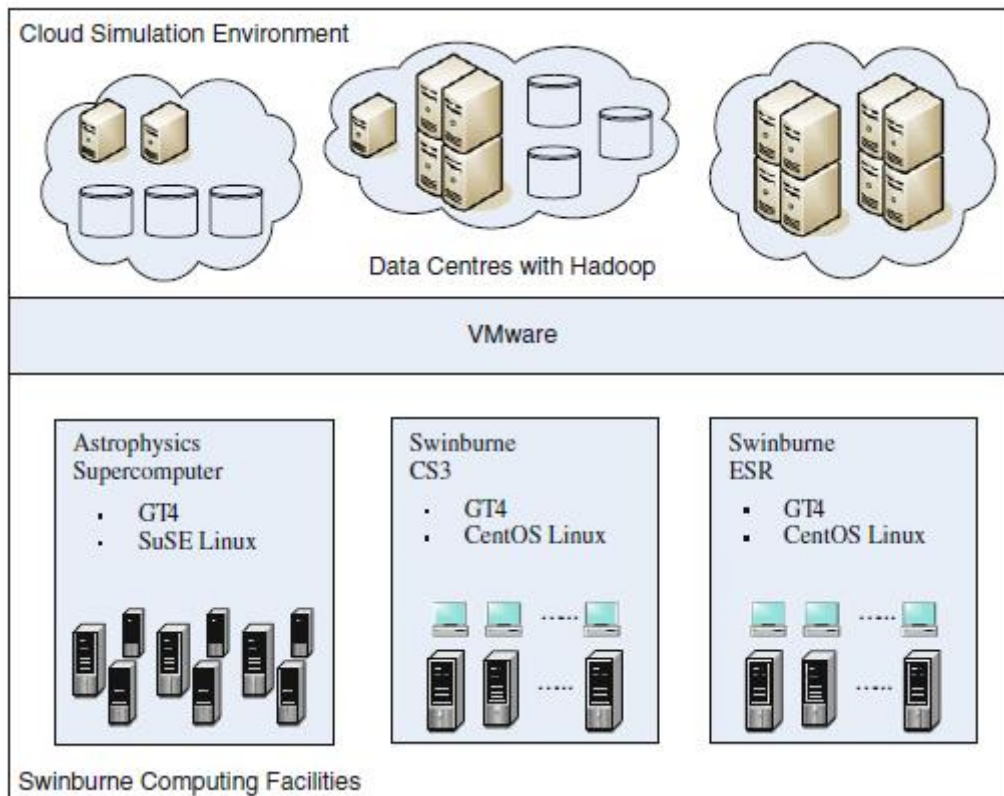 Cloud Simulation Environment
Data Centres with Hadoop
VMware
Astrophysics
Supercomputer
▪ GT4
▪ SuSE Linux
Swinburne
CS3
▪ GT4
▪ CentOS Linux
Swinburne
ESR
▪ GT4
▪ CentOS Linux
Swinburne Computing Facilities